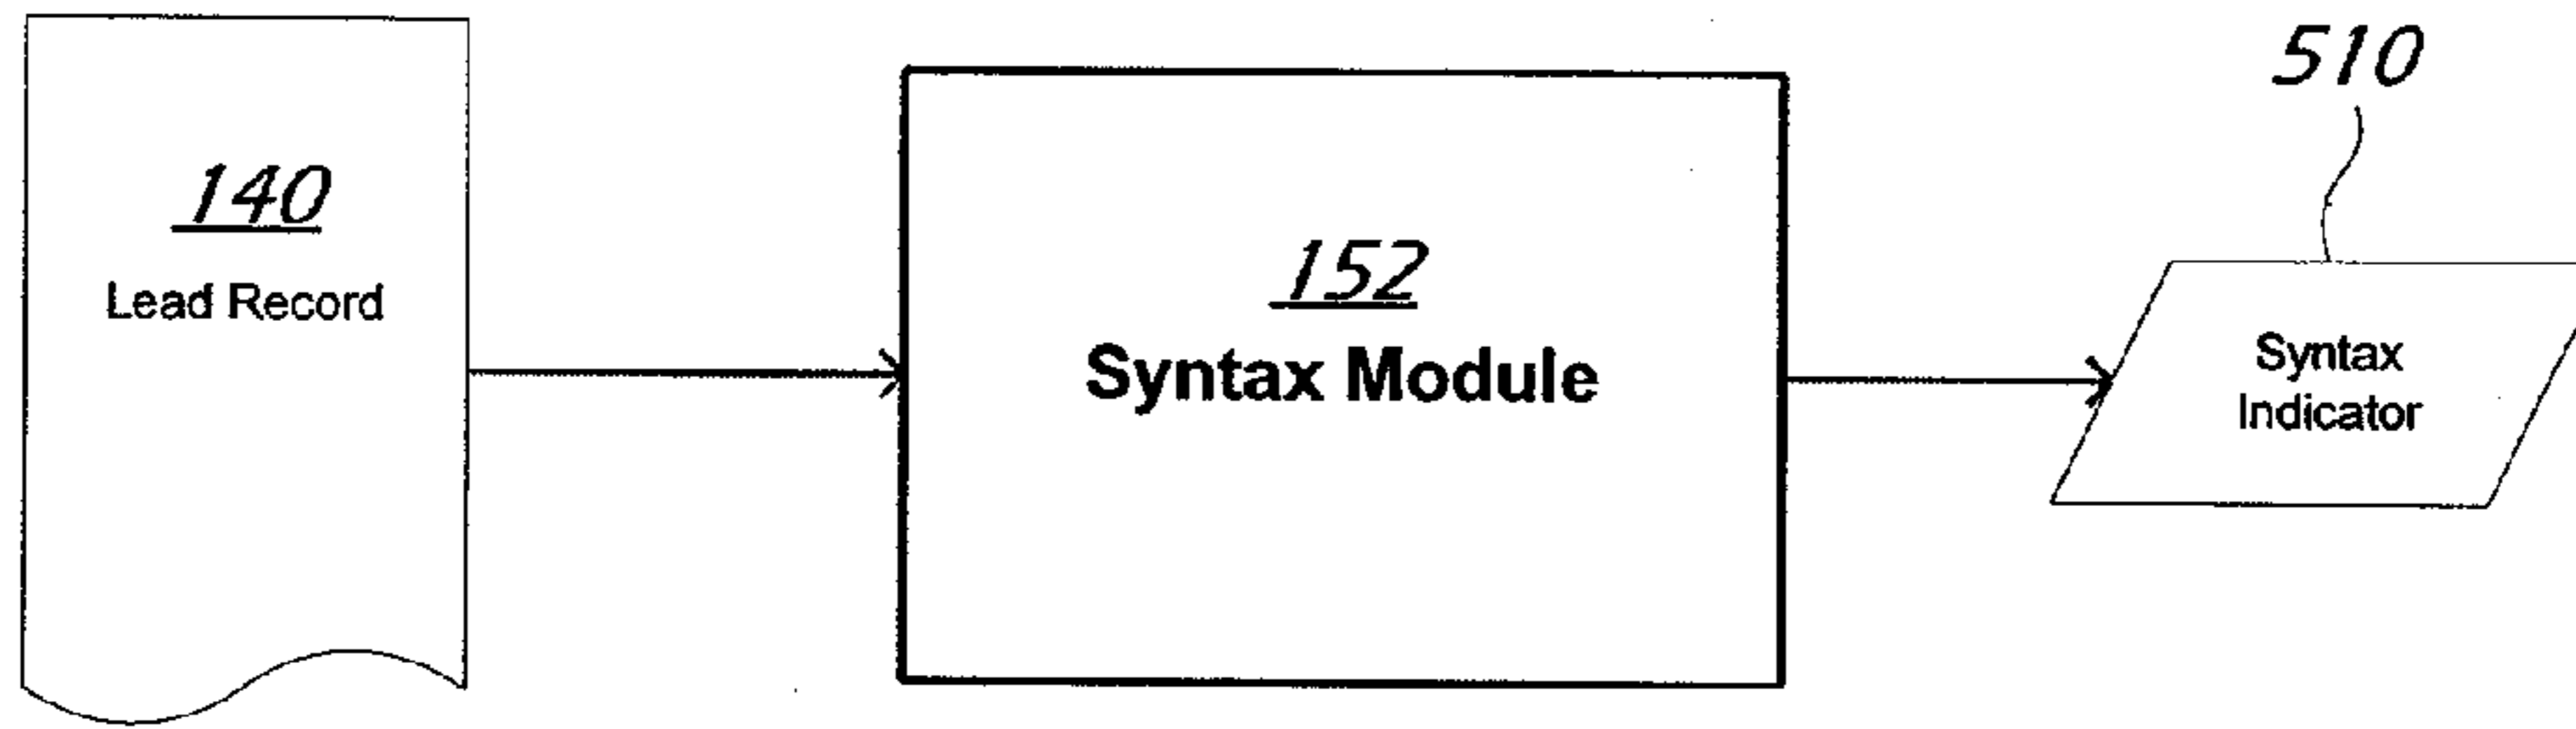 510
140
Lead Record
152
Syntax Module
Syntax
Indicator